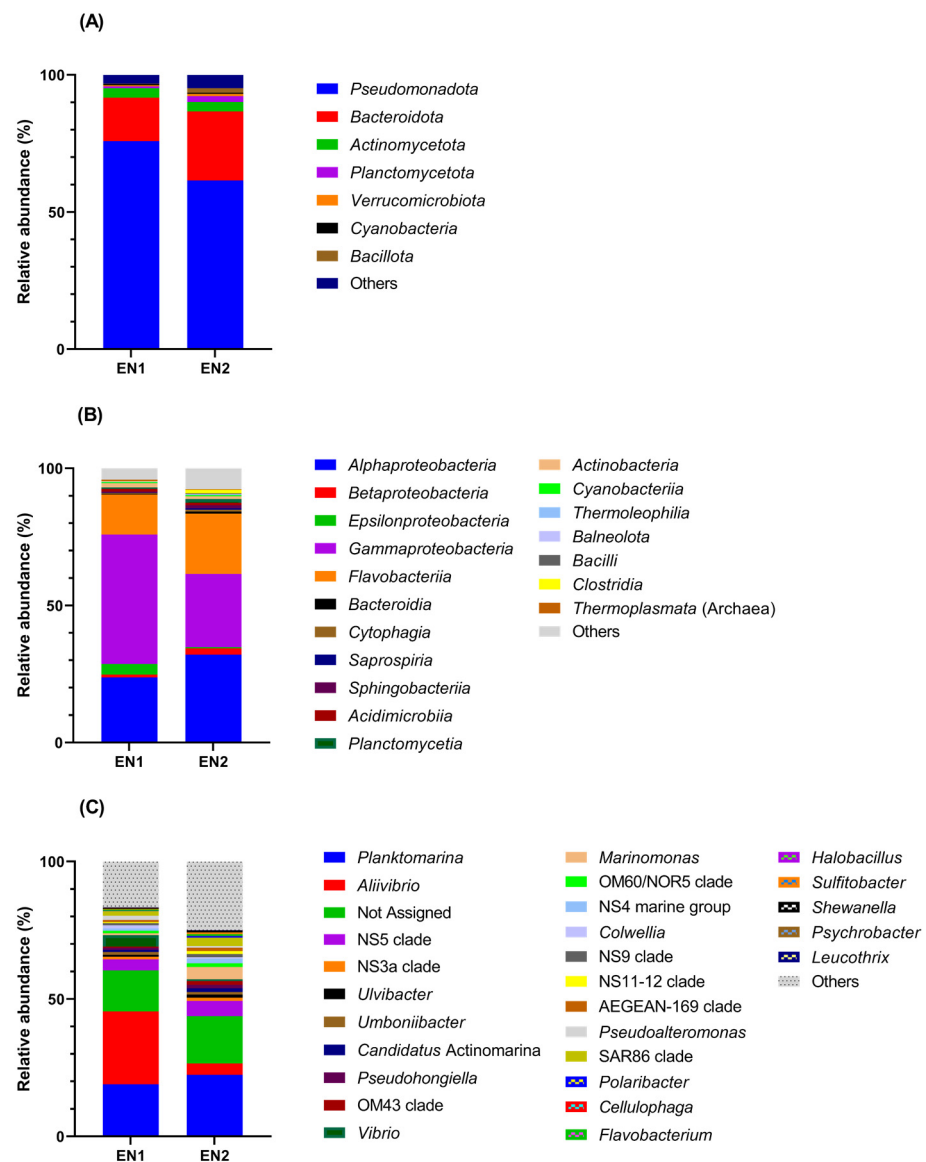 (A)
Relative abundance (%)
100
50
0
EN1
EN2
Pseudomonadota
Bacteroidota
Actinomycetota
Planctomycetota
Verrucomicrobiota
Cyanobacteria
Bacillota
Others
(B)
Relative abundance (%)
100
50
0
EN1
EN2
Alphaproteobacteria
Betaproteobacteria
Epsilonproteobacteria
Gammaproteobacteria
Flavobacteriia
Bacteroidia
Cytophagia
Saprospiria
Sphingobacteriia
Acidimicrobiia
Planctomycetia
Actinobacteria
Cyanobacteriia
Thermoleophilia
Balneolota
Bacilli
Clostridia
Thermoplasmata (Archaea)
Others
(C)
Relative abundance (%)
100
50
0
EN1
EN2
Planktomarina
Aliivibrio
Not Assigned
NS5 clade
NS3a clade
Ulvibacter
Umboniibacter
Candidatus Actinomarina
Pseudohongiella
OM43 clade
Vibrio
Marinomonas
OM60/NOR5 clade
NS4 marine group
Colwellia
NS9 clade
NS11-12 clade
AEGEAN-169 clade
Pseudoalteromonas
SAR86 clade
Polaribacter
Cellulophaga
Flavobacterium
Halobacillus
Sulfitobacter
Shewanella
Psychrobacter
Leucothrix
Others